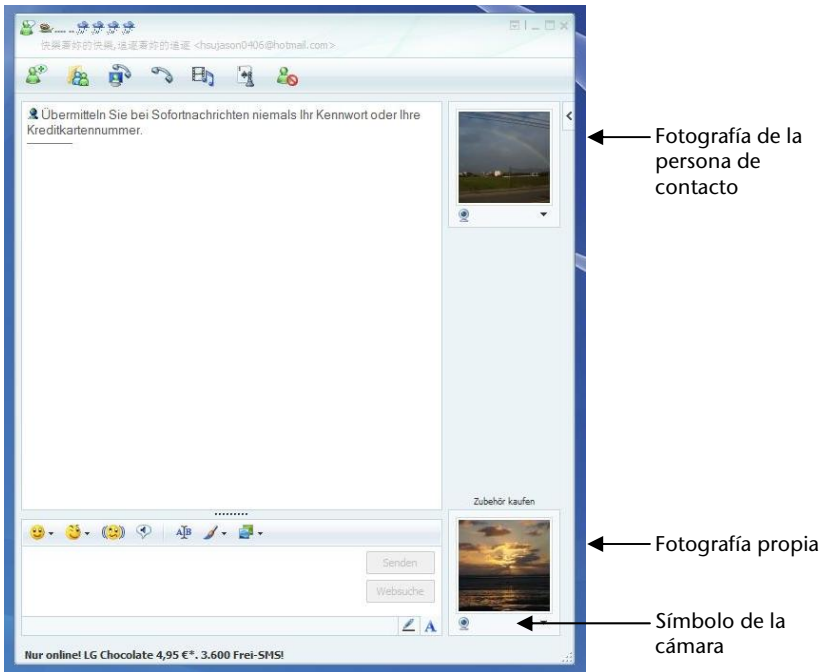 快樂著妳的快樂,追逐著妳的追逐 <hsujason0406@hotmail.com>
Übermitteln Sie bei Sofortnachrichten niemals Ihr Kennwort oder Ihre
Kreditkartennummer.
Fotografía de la
persona de
contacto
Zubehör kaufen
Senden
Websuche
Fotografía propia
Símbolo de la
cámara
Nur online! LG Chocolate 4,95 €*. 3.600 Frei-SMS!